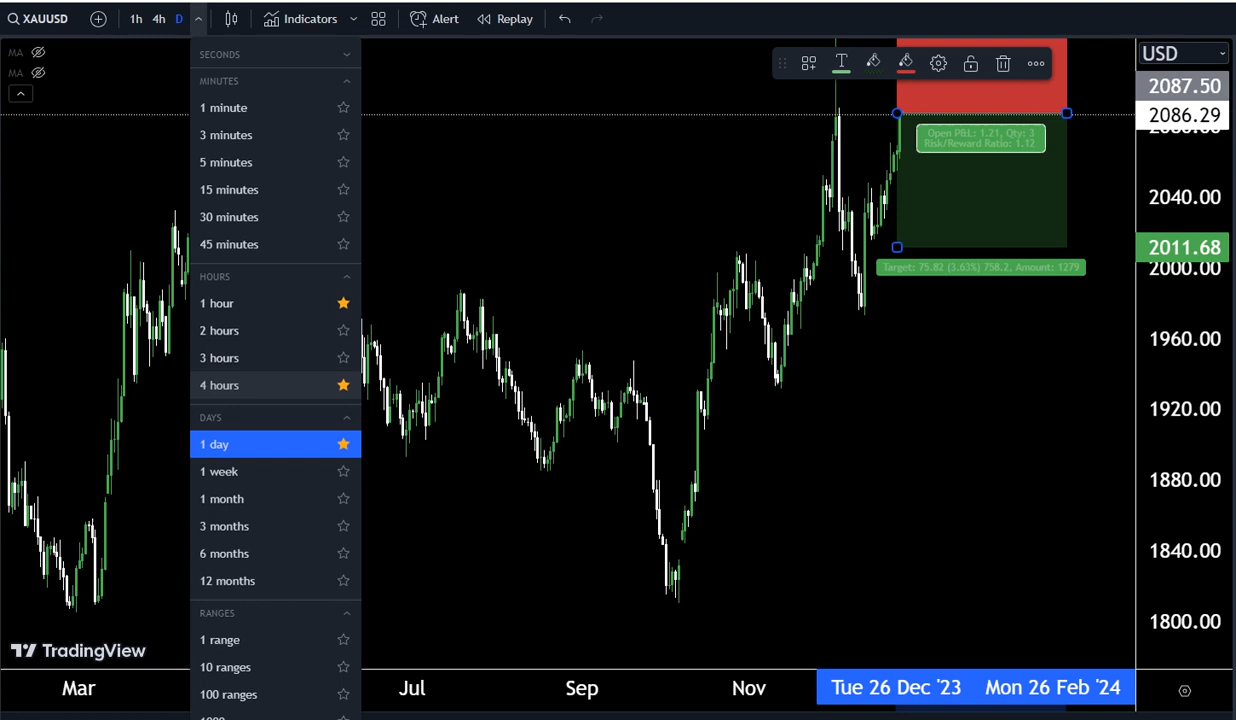 XAUUSD 1h 4h D Indicators Alert Replay
MA
MA
SECONDS
MINUTES
1 minute
3 minutes
5 minutes
15 minutes
30 minutes
45 minutes
HOURS
1 hour
2 hours
3 hours
4 hours
DAYS
1 day
1 week
1 month
3 months
6 months
12 months
RANGES
1 range
10 ranges
100 ranges
T
Open P&L: 1.21, Qty: 3
Risk/Reward Ratio: 1.12
Target: 75.82 (3.63%) 758.2, Amount: 1279
USD
2087.50
2086.29
2040.00
2011.68
2000.00
1960.00
1920.00
1880.00
1840.00
1800.00
TradingView
Mar Jul Sep Nov Tue 26 Dec '23 Mon 26 Feb '24